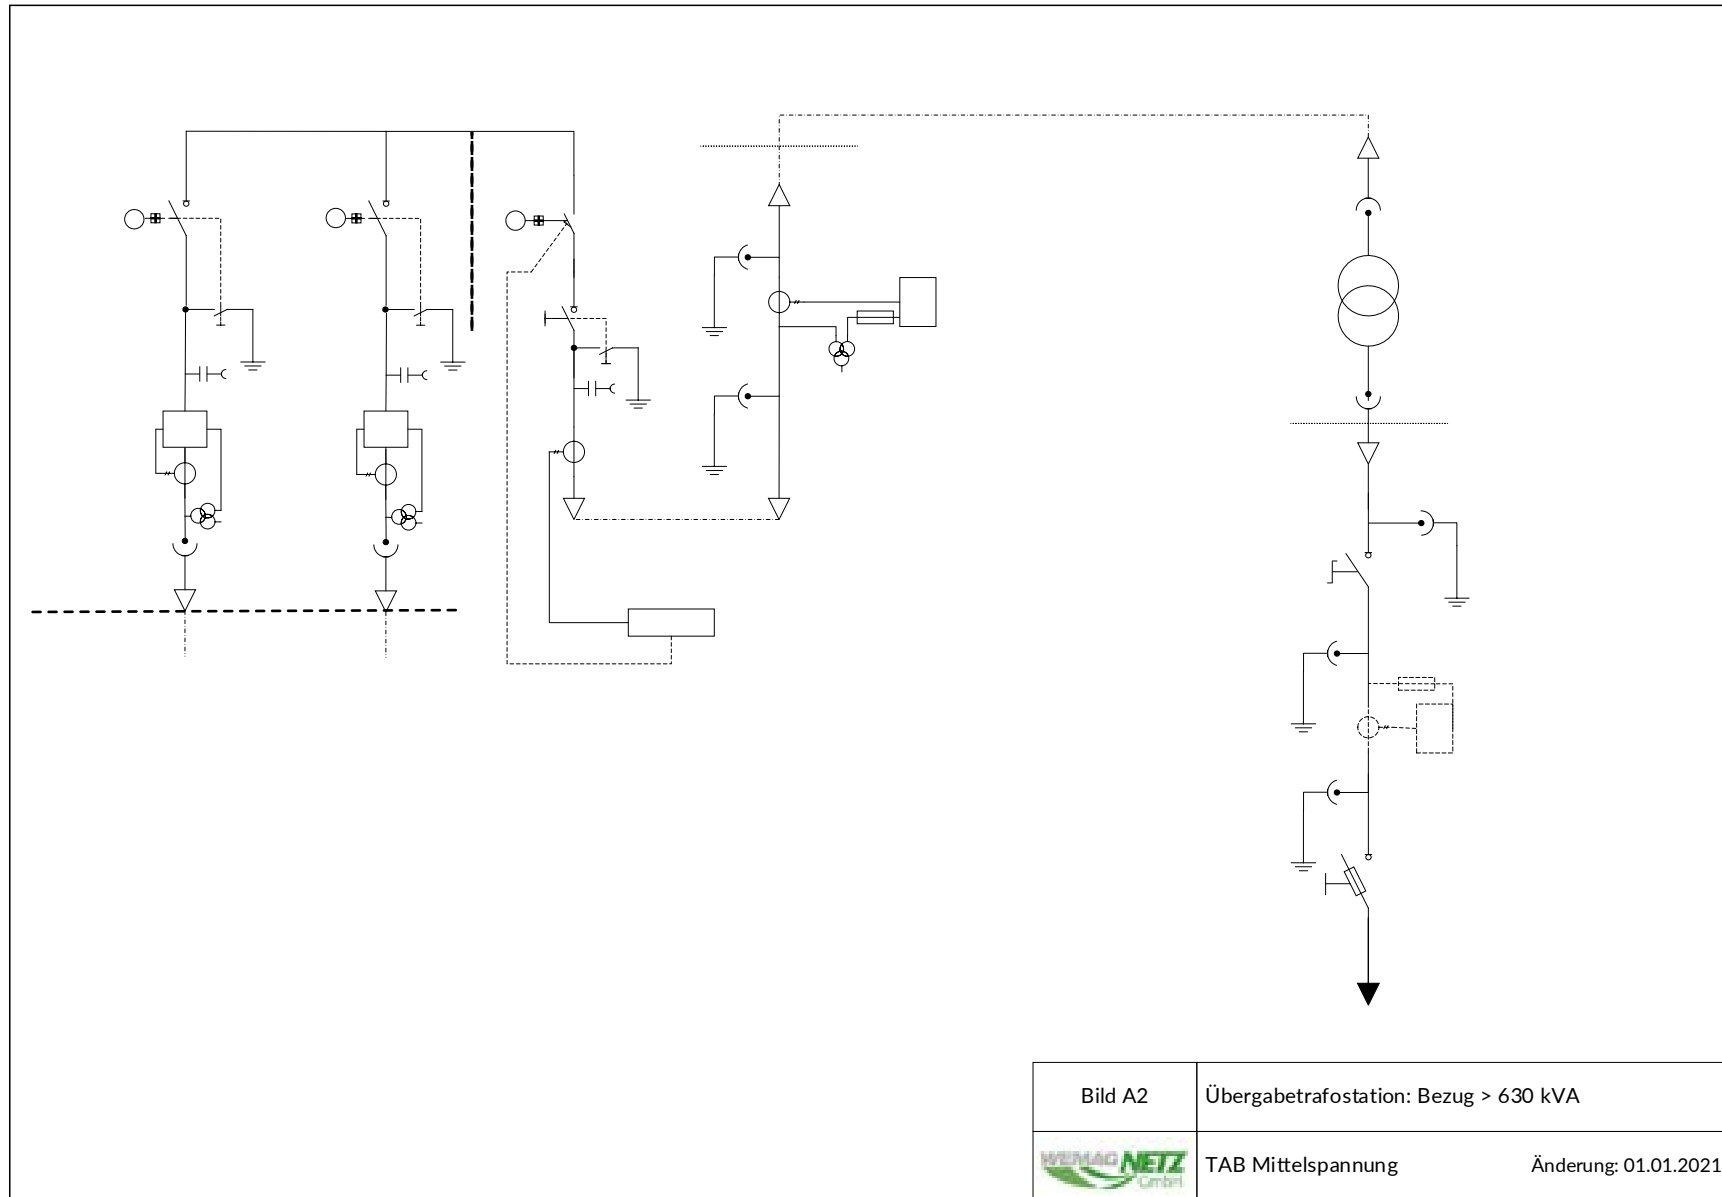 Bild A2
Übergabetrafostation: Bezug > 630 kVA
WEMAG NETZ
GmbH
TAB Mittelspannung
Änderung: 01.01.2021